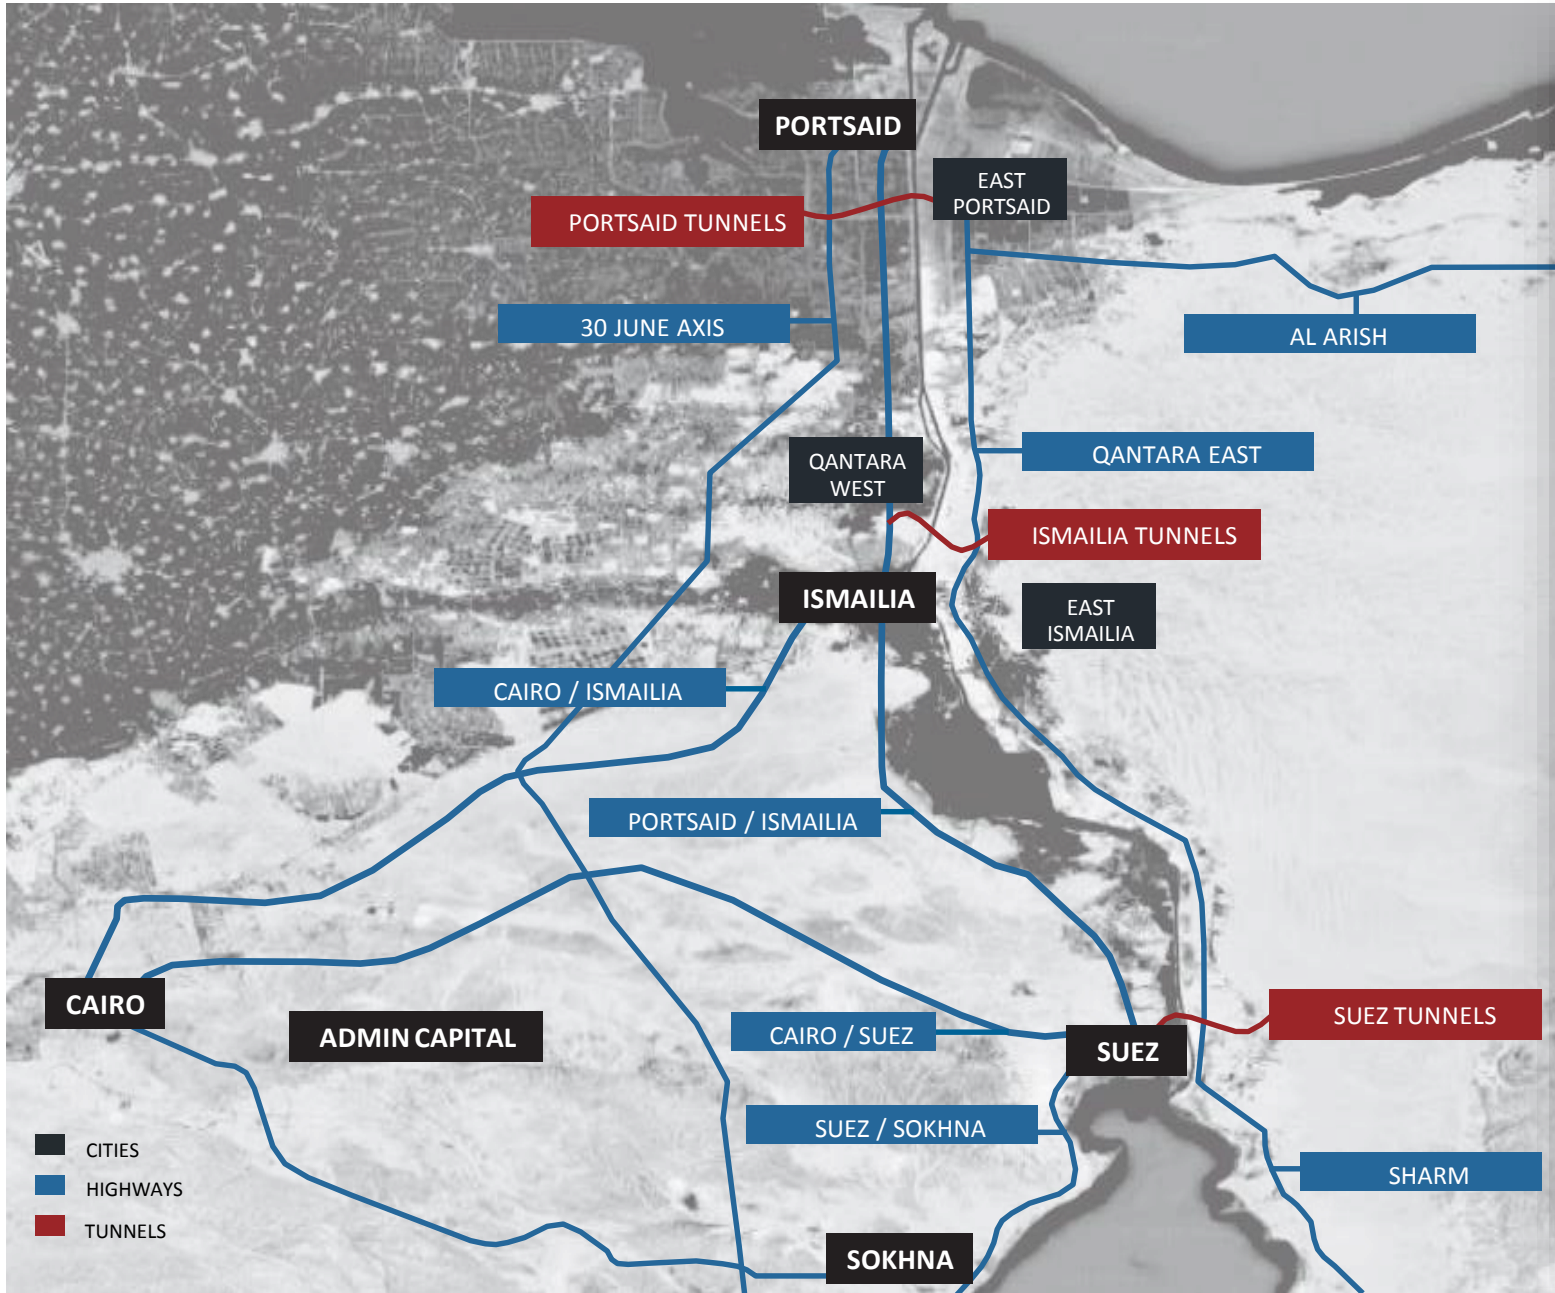 PORTSAID
EAST
PORTSAID
PORTSAID TUNNELS
30 JUNE AXIS
AL ARISH
QANTARA
WEST
QANTARA EAST
ISMAILIA TUNNELS
ISMAILIA
EAST
ISMAILIA
CAIRO / ISMAILIA
PORTSAID / ISMAILIA
CAIRO
ADMIN CAPITAL
CAIRO / SUEZ
SUEZ
SUEZ TUNNELS
SUEZ / SOKHNA
SHARM
SOKHNA
CITIES
HIGHWAYS
TUNNELS